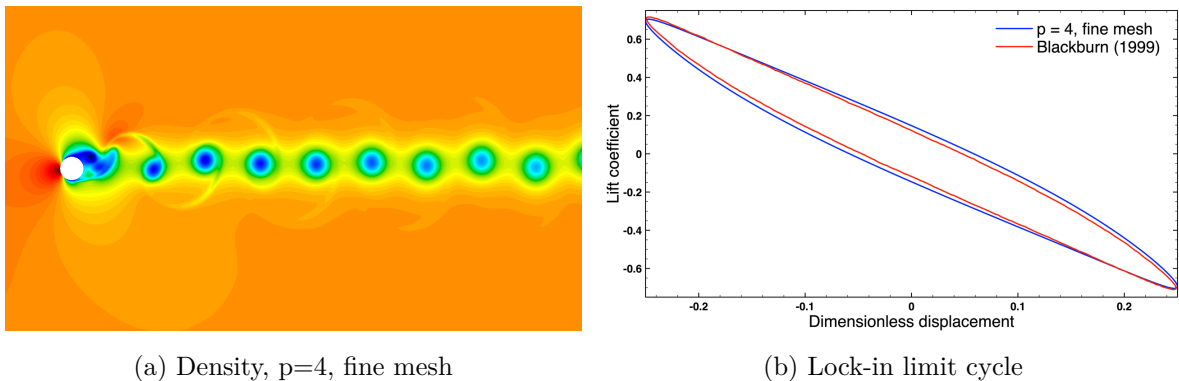 p = 4, fine mesh
Blackburn (1999)
Lift coefficient
0.6
0.4
0.2
0
-0.2
-0.4
-0.6
-0.2
-0.1
0
0.1
0.2
Dimensionless displacement
(a) Density, p=4, fine mesh
(b) Lock-in limit cycle